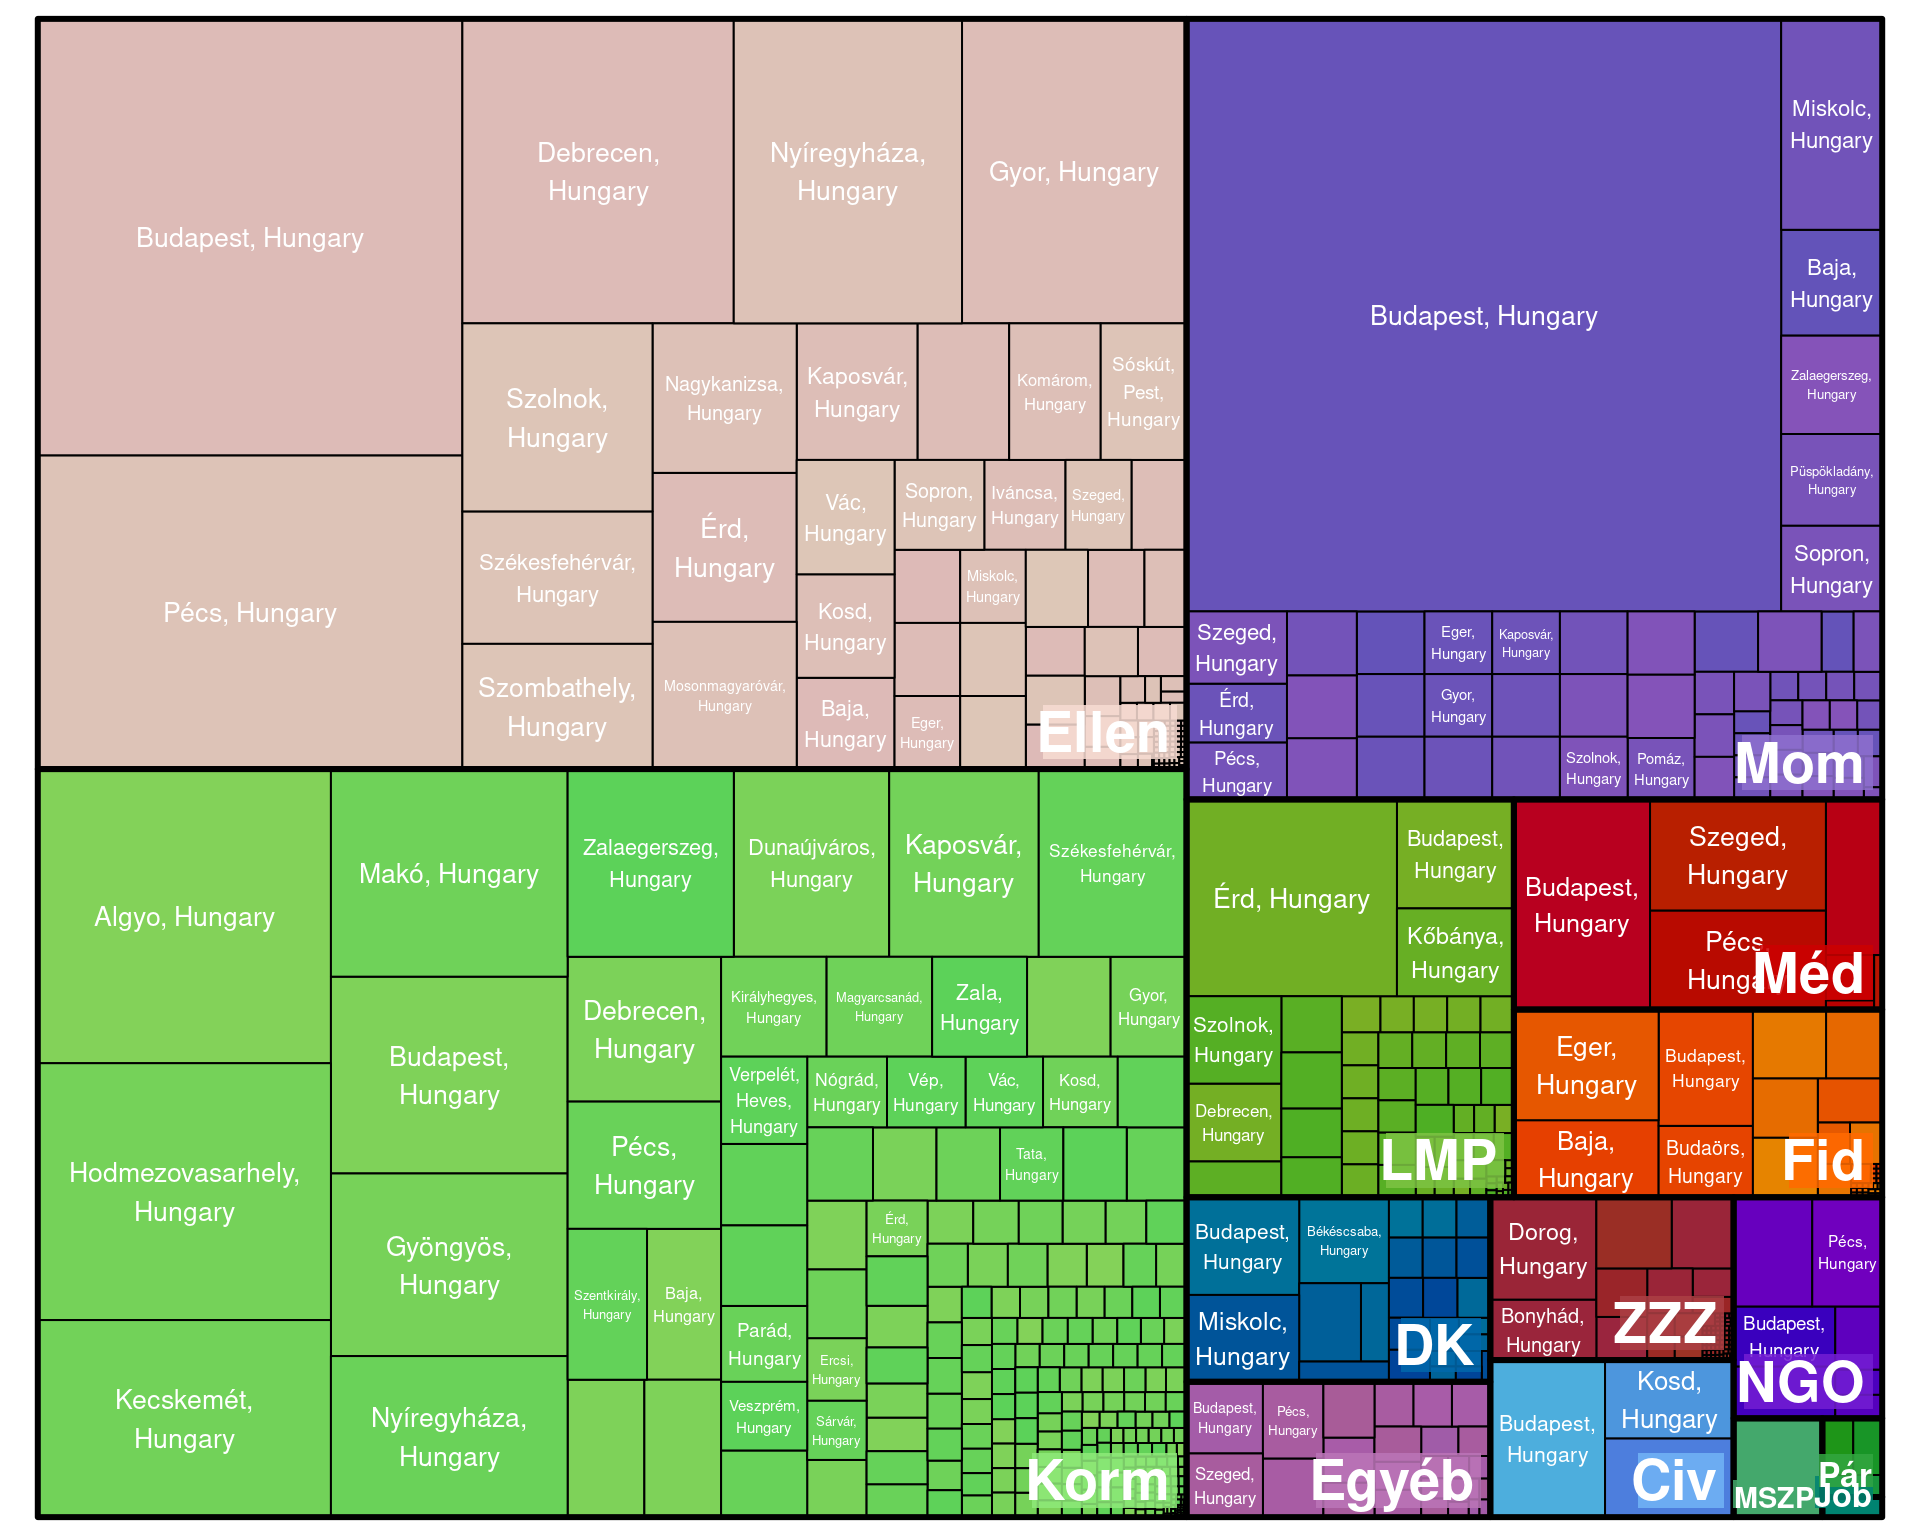 Budapest, Hungary
Debrecen,
Hungary
Nyíregyháza,
Hungary
Gyor, Hungary
Pécs, Hungary
Szolnok,
Hungary
Székesfehérvár,
Hungary
Szombathely,
Hungary
Nagykanizsa,
Hungary
Érd,
Hungary
Mosonmagyaróvár,
Hungary
Kaposvár,
Hungary
Komárom,
Hungary
Sóskút,
Pest,
Hungary
Vác,
Hungary
Kosd,
Hungary
Baja,
Hungary
Sopron,
Hungary
Iváncsa,
Hungary
Szeged,
Hungary
Miskolc,
Hungary
Eger,
Hungary
Ellen
Budapest, Hungary
Miskolc,
Hungary
Baja,
Hungary
Zalaegerszeg,
Hungary
Püspökladány,
Hungary
Sopron,
Hungary
Szeged,
Hungary
Érd,
Hungary
Pécs,
Hungary
Eger,
Hungary
Kaposvár,
Hungary
Gyor,
Hungary
Szolnok,
Hungary
Pomáz,
Hungary
Mom
Algyo, Hungary
Hodmezovasarhely,
Hungary
Kecskemét,
Hungary
Makó, Hungary
Budapest,
Hungary
Gyöngyös,
Hungary
Nyíregyháza,
Hungary
Zalaegerszeg,
Hungary
Dunaújváros,
Hungary
Kaposvár,
Hungary
Székesfehérvár,
Hungary
Debrecen,
Hungary
Pécs,
Hungary
Szentkirály,
Hungary
Baja,
Hungary
Királyhegyes,
Hungary
Magyarcsanád,
Hungary
Zala,
Hungary
Gyor,
Hungary
Verpelét,
Heves,
Hungary
Nógrád,
Hungary
Vép,
Hungary
Vác,
Hungary
Kosd,
Hungary
Tata,
Hungary
Érd,
Hungary
Parád,
Hungary
Veszprém,
Hungary
Ercsi,
Hungary
Sárvár,
Hungary
Korm
Érd, Hungary
Budapest,
Hungary
Kőbánya,
Hungary
Szolnok,
Hungary
Debrecen,
Hungary
LMP
Budapest,
Hungary
Szeged,
Hungary
Pécs,
Hungary
Méd
Eger,
Hungary
Baja,
Hungary
Budapest,
Hungary
Budaörs,
Hungary
Fid
Budapest,
Hungary
Miskolc,
Hungary
Békéscsaba,
Hungary
DK
Dorog,
Hungary
Bonyhád,
Hungary
ZZZ
Pécs,
Hungary
Budapest,
Hungary
NGO
Budapest,
Hungary
Pécs,
Hungary
Szeged,
Hungary
Egyéb
Budapest,
Hungary
Kosd,
Hungary
Civ
MSZP
Pár
Job